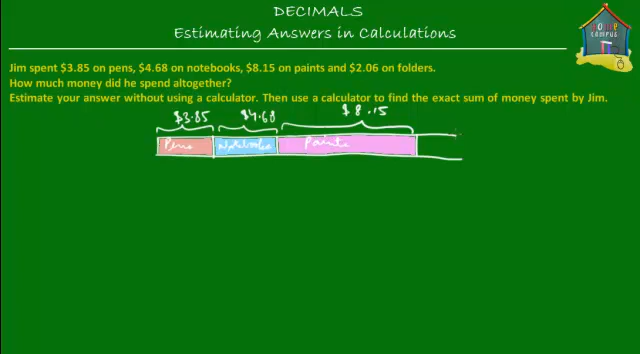 DECIMALS
Estimating Answers in Calculations
HOME
CAMPUS
Jim spent $3.85 on pens, $4.68 on notebooks, $8.15 on paints and $2.06 on folders.
How much money did he spend altogether?
Estimate your answer without using a calculator. Then use a calculator to find the exact sum of money spent by Jim.
$3.85 $4.68 $8.15
Pens Notebooks Paints